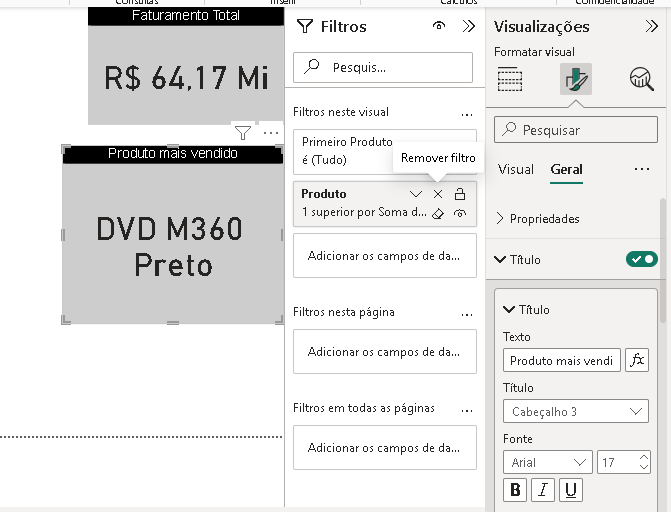 Consultas
Inserir
Cálculos
Confidencialidade
Faturamento Total
R$ 64,17 Mi
Produto mais vendido
DVD M360
Preto
Filtros
Pesquis...
Filtros neste visual
...
Primeiro Produto
é (Tudo)
Remover filtro
Produto
1 superior por Soma d...
Adicionar os campos de da...
Filtros nesta página
...
Adicionar os campos de da...
Filtros em todas as páginas
...
Adicionar os campos de da...
Visualizações
Formatar visual
Pesquisar
Visual
Geral
...
Propriedades
Título
Título
Texto
Produto mais vendi
fx
Título
Cabeçalho 3
Fonte
Arial
17
B
I
U